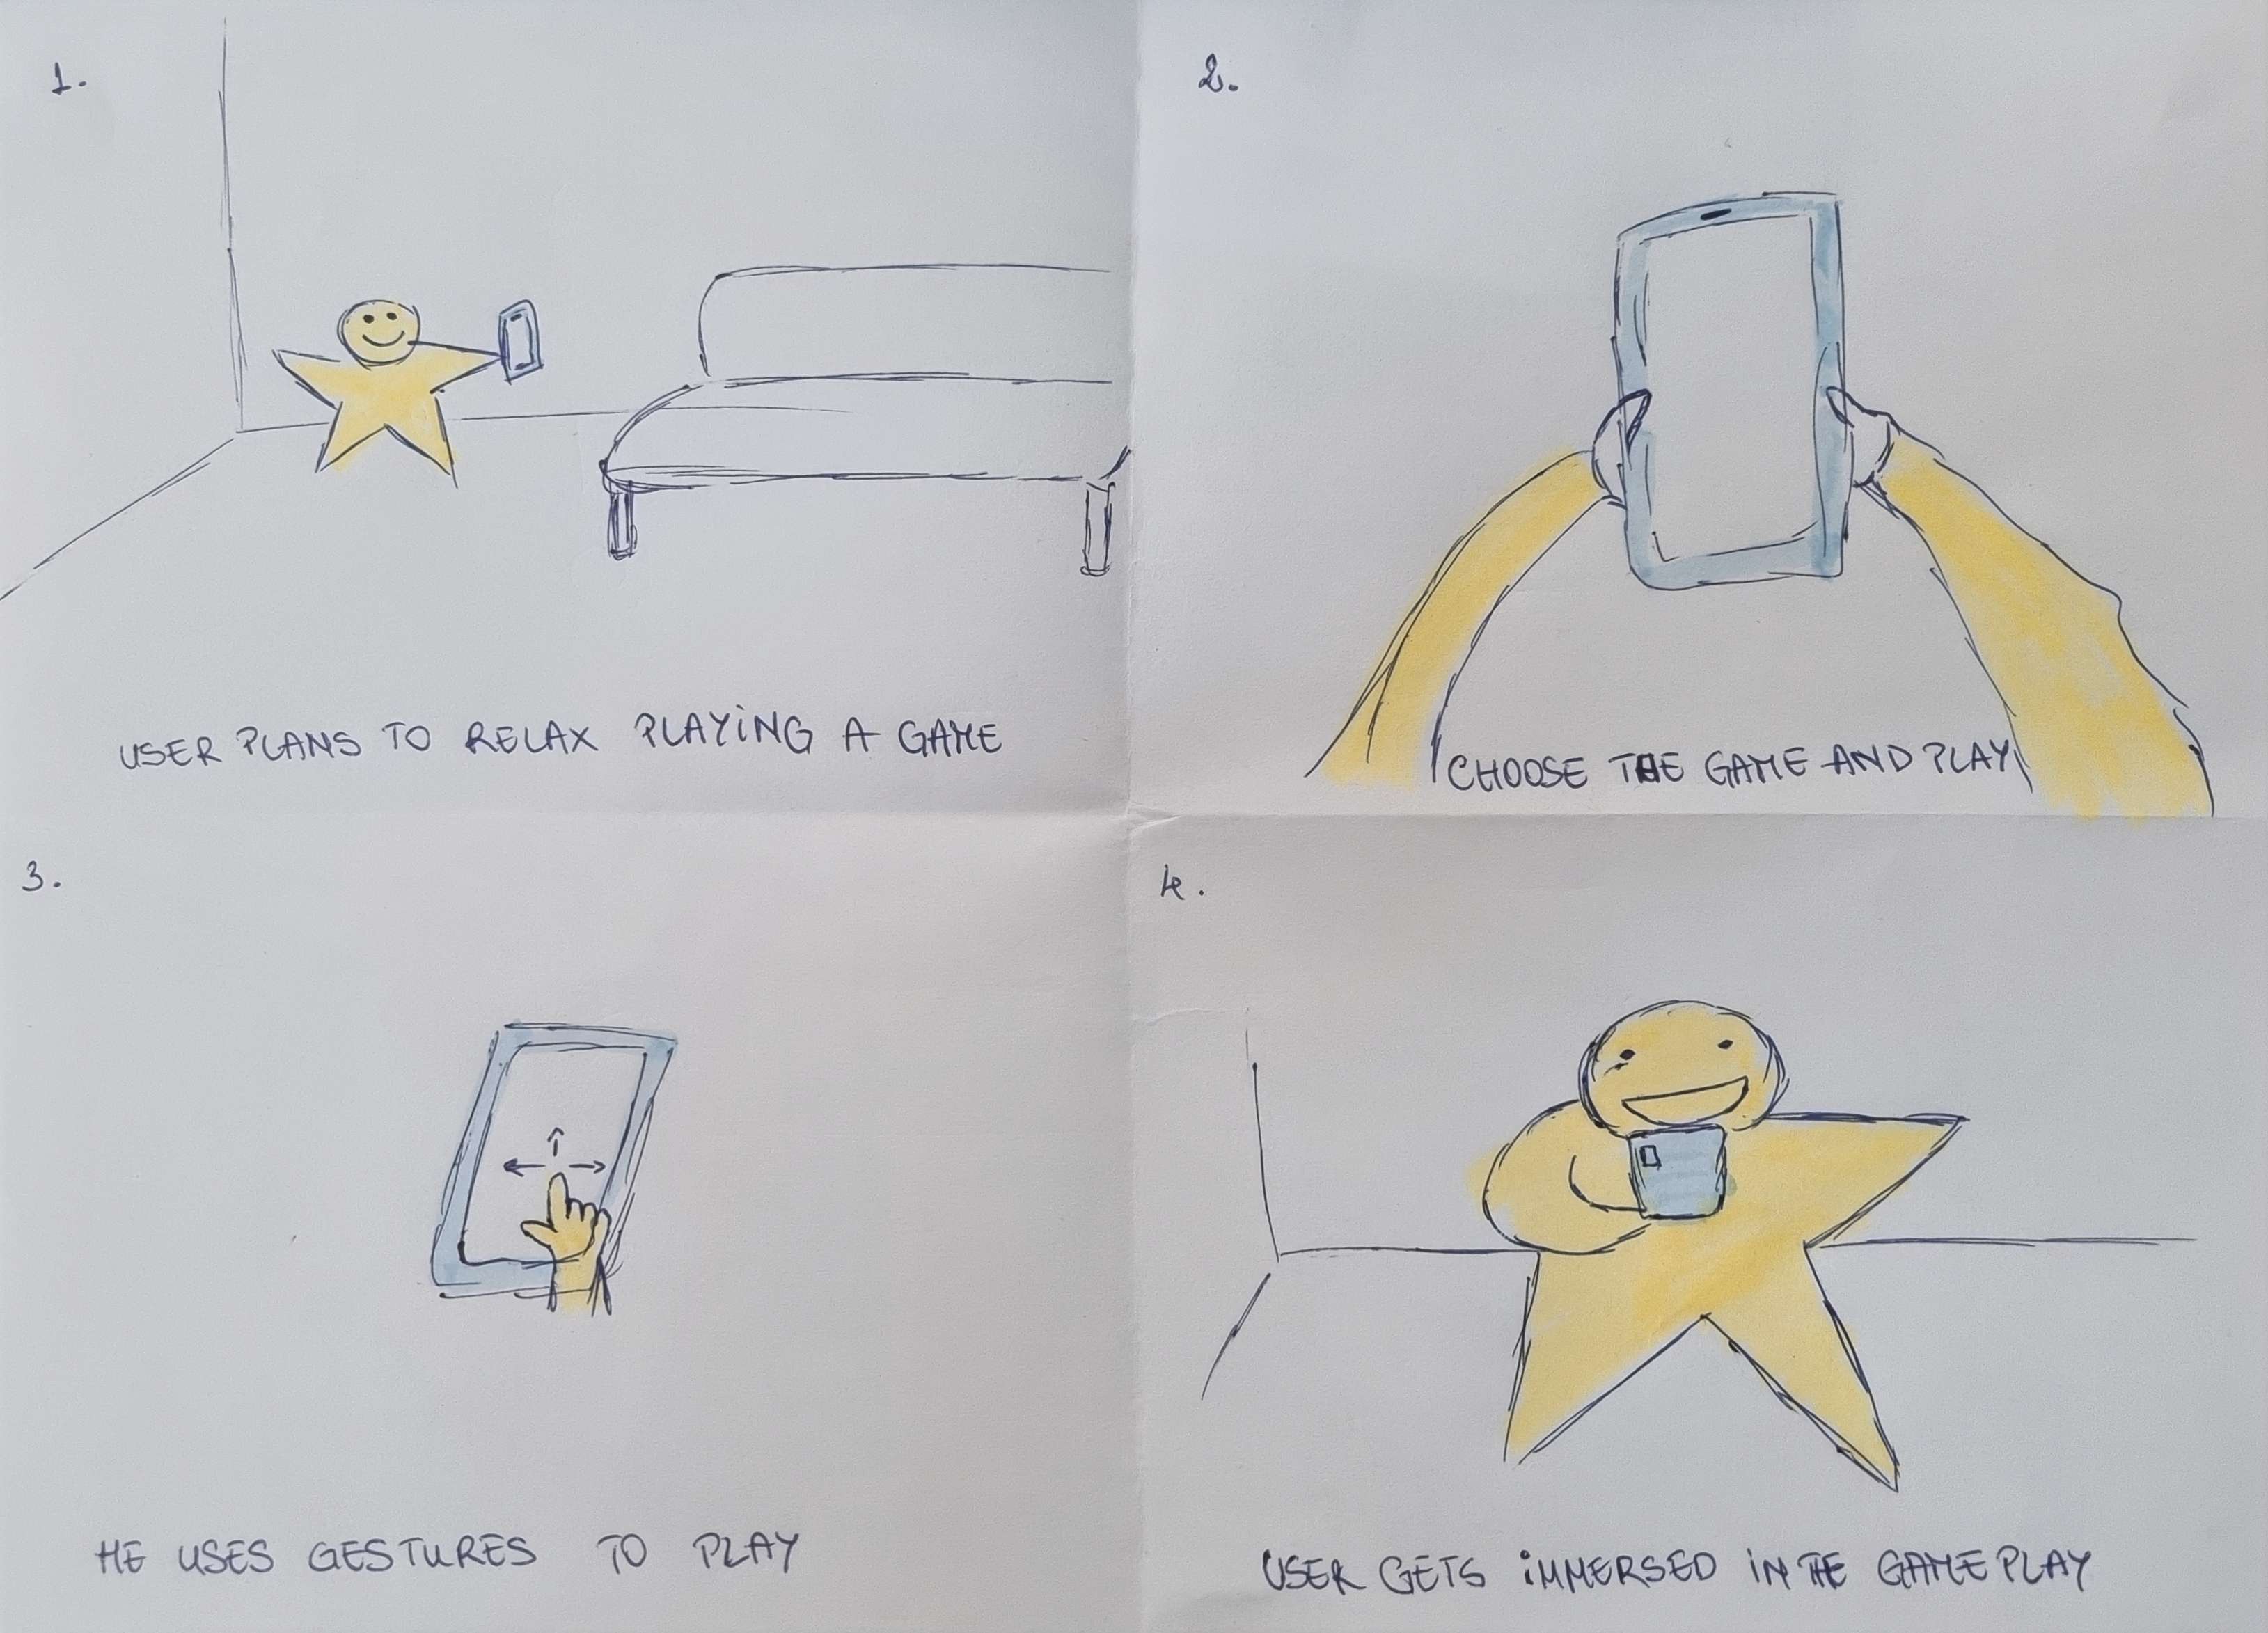 1.
USER PLANS TO RELAX PLAYING A GAME
2.
CHOOSE THE GAME AND PLAY
3.
HE USES GESTURES TO PLAY
4.
USER GETS IMMERSED IN THE GAMEPLAY